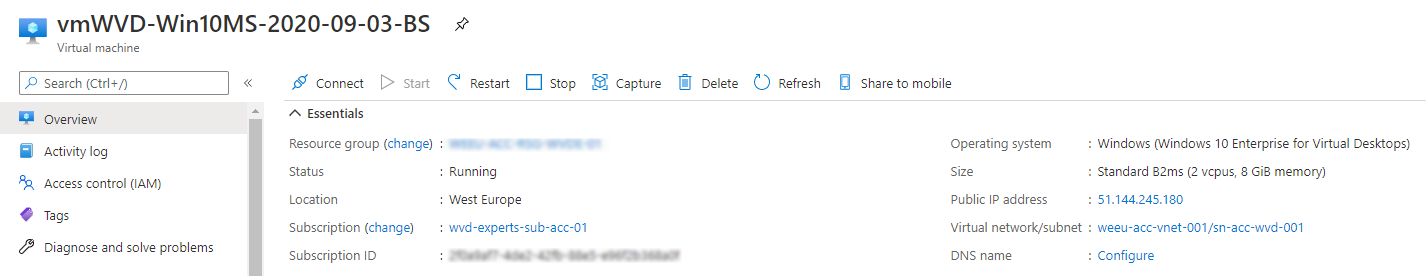 vmWVD-Win10MS-2020-09-03-BS
Virtual machine
Search (Ctrl+/)
«
Overview
Activity log
Access control (IAM)
Tags
Diagnose and solve problems
Connect Start Restart Stop Capture Delete Refresh Share to mobile
Essentials
Resource group (change) :
Status : Running
Location : West Europe
Subscription (change) : wvd-experts-sub-acc-01
Subscription ID :
Operating system : Windows (Windows 10 Enterprise for Virtual Desktops)
Size : Standard B2ms (2 vcpus, 8 GiB memory)
Public IP address : 51.144.245.180
Virtual network/subnet : weeu-acc-vnet-001/sn-acc-wvd-001
DNS name : Configure